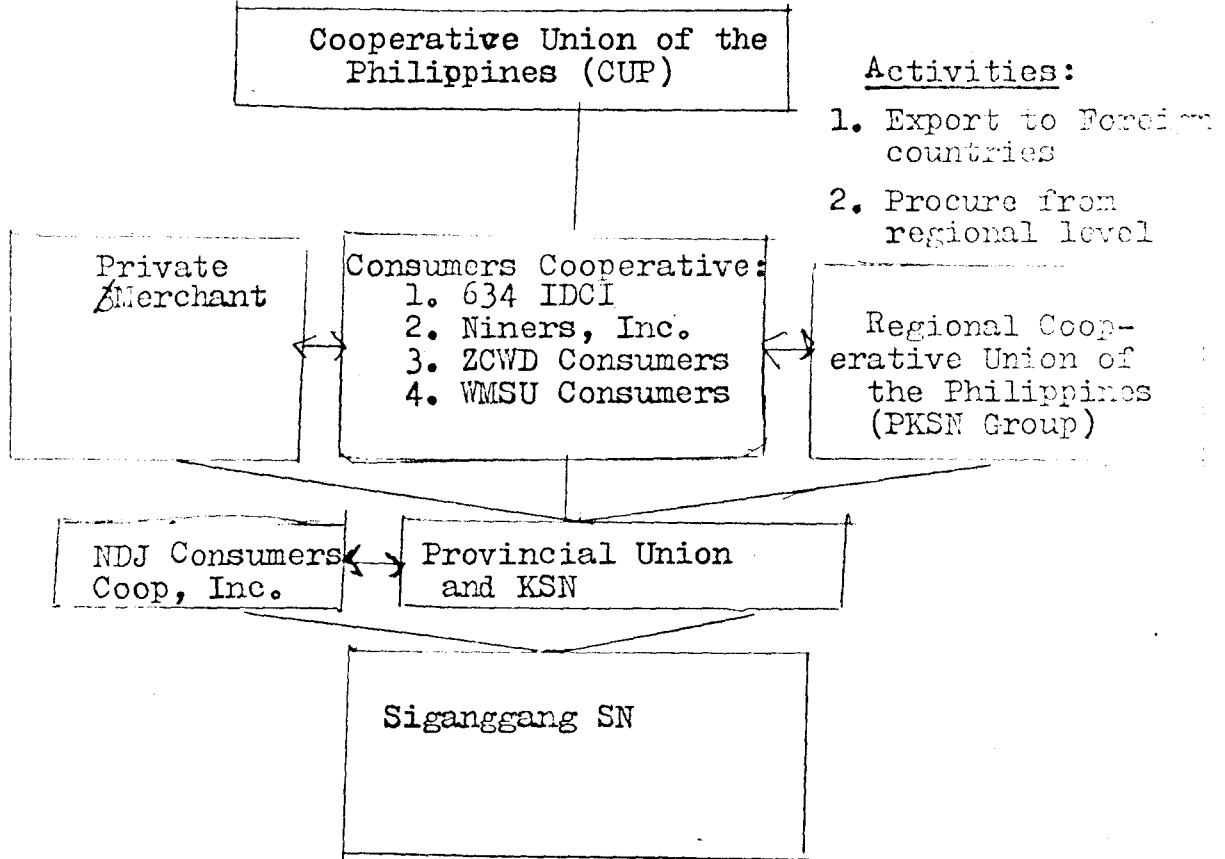 Cooperative Union of the
Philippines (CUP)
Activities:
1. Export to Foreign
countries
2. Procure from
regional level
Private
Merchant
Consumers Cooperative:
1. 634 IDCI
2. Niners, Inc.
3. ZCWD Consumers
4. WMSU Consumers
Regional Coop-
erative Union of
the Philippines
(PKSN Group)
NDJ Consumers
Coop, Inc.
Provincial Union
and KSN
Siganggang SN